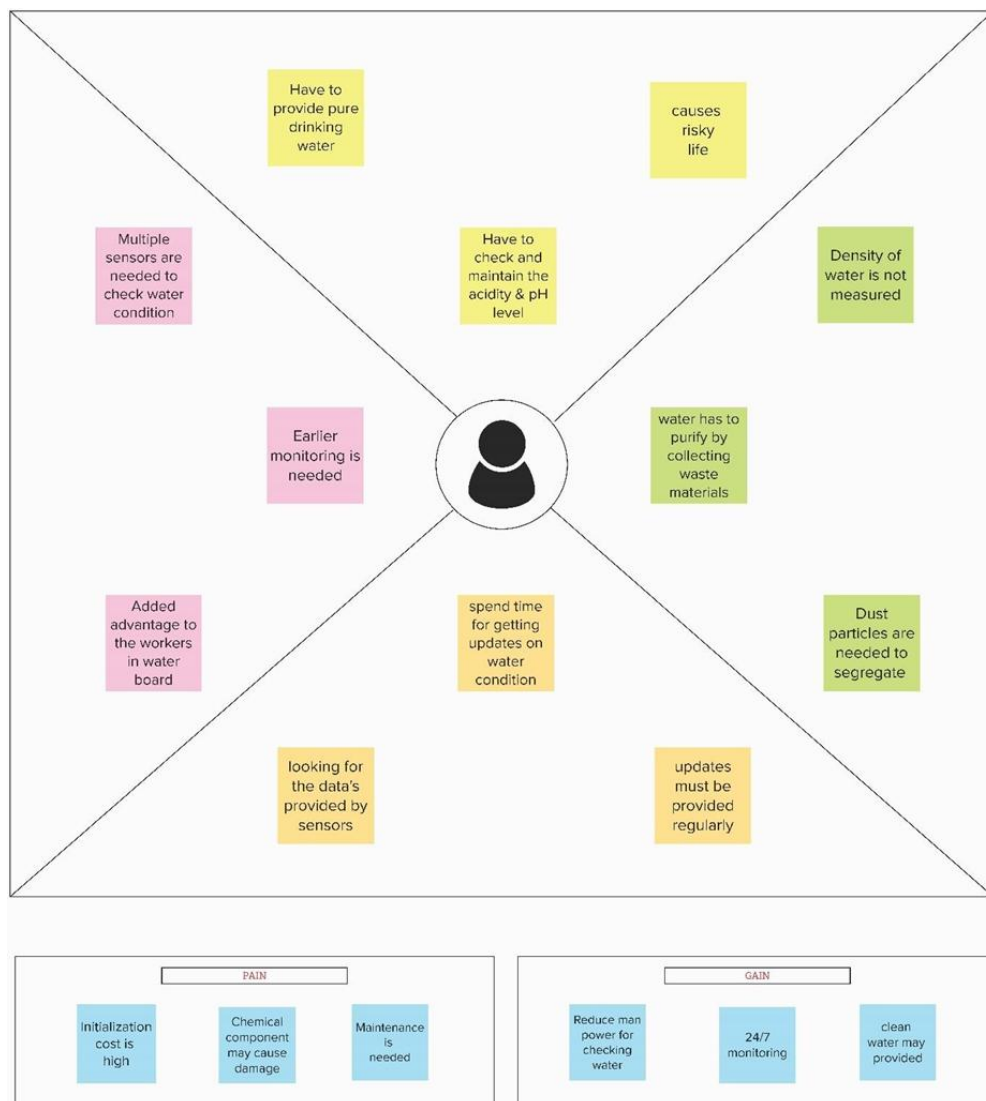 Have to
provide pure
drinking
water
causes
risky
life
Multiple
sensors are
needed to
check water
condition
Have to
check and
maintain the
acidity & pH
level
Density of
water is not
measured
Earlier
monitoring is
needed
water has to
purify by
collecting
waste
materials
Added
advantage to
the workers
in water
board
spend time
for getting
updates on
water
condition
Dust
particles are
needed to
segregate
looking for
the data's
provided by
sensors
updates
must be
provided
regularly
PAIN
Initialization
cost is
high
Chemical
component
may cause
damage
Maintenance
is
needed
GAIN
Reduce man
power for
checking
water
24/7
monitoring
clean
water may
provided